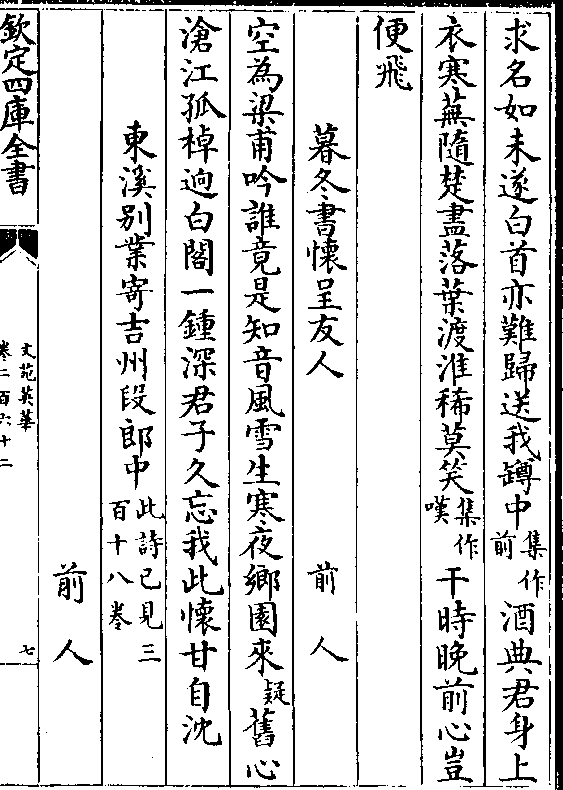 求名如未遂白首亦難歸送我罇中集作前酒典君身上
衣寒蕪隨楚盡落葉渡淮稀莫笑集作嘆干時晚前心豈
便飛
暮冬書懷呈友人　前人
空為梁甫吟誰竟是知音風雪生寒夜鄉園來疑舊心
滄江孤棹逈白閣一鍾深君子久忘我此懷甘自沈
東溪别業寄吉州段郎中此詩已見三百十八卷
前人
欽定四庫全書
文苑英華
卷二百六十二
七